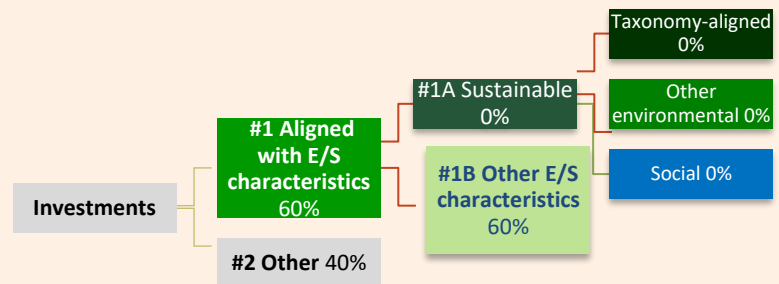 Investments
#1 Aligned
with E/S
characteristics
60%
#2 Other 40%
#1A Sustainable
0%
#1B Other E/S
characteristics
60%
Taxonomy-aligned
0%
Other
environmental 0%
Social 0%